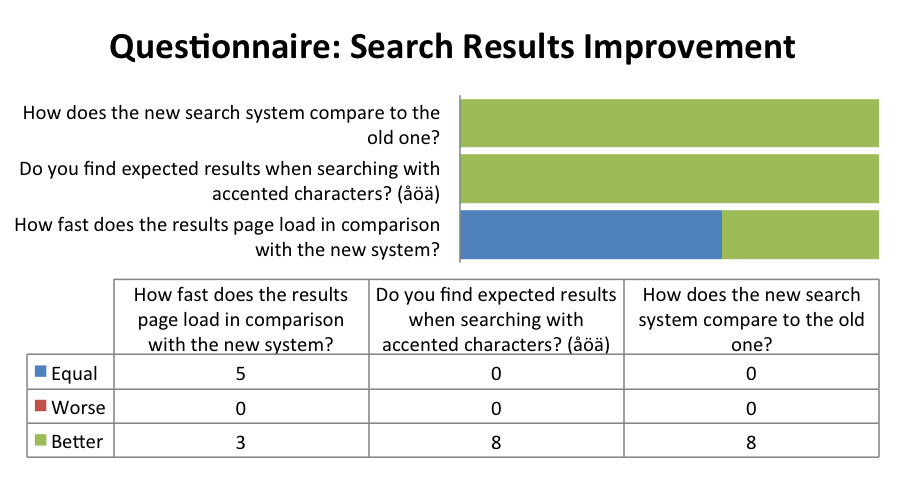 Questionnaire: Search Results Improvement
How does the new search system compare to the
old one?
Do you find expected results when searching with
accented characters? (åöä)
How fast does the results page load in comparison
with the new system?
How fast does the results
page load in comparison
with the new system?
Do you find expected results
when searching with
accented characters? (åöä)
How does the new search
system compare to the old
one?
Equal 5 0 0
Worse 0 0 0
Better 3 8 8